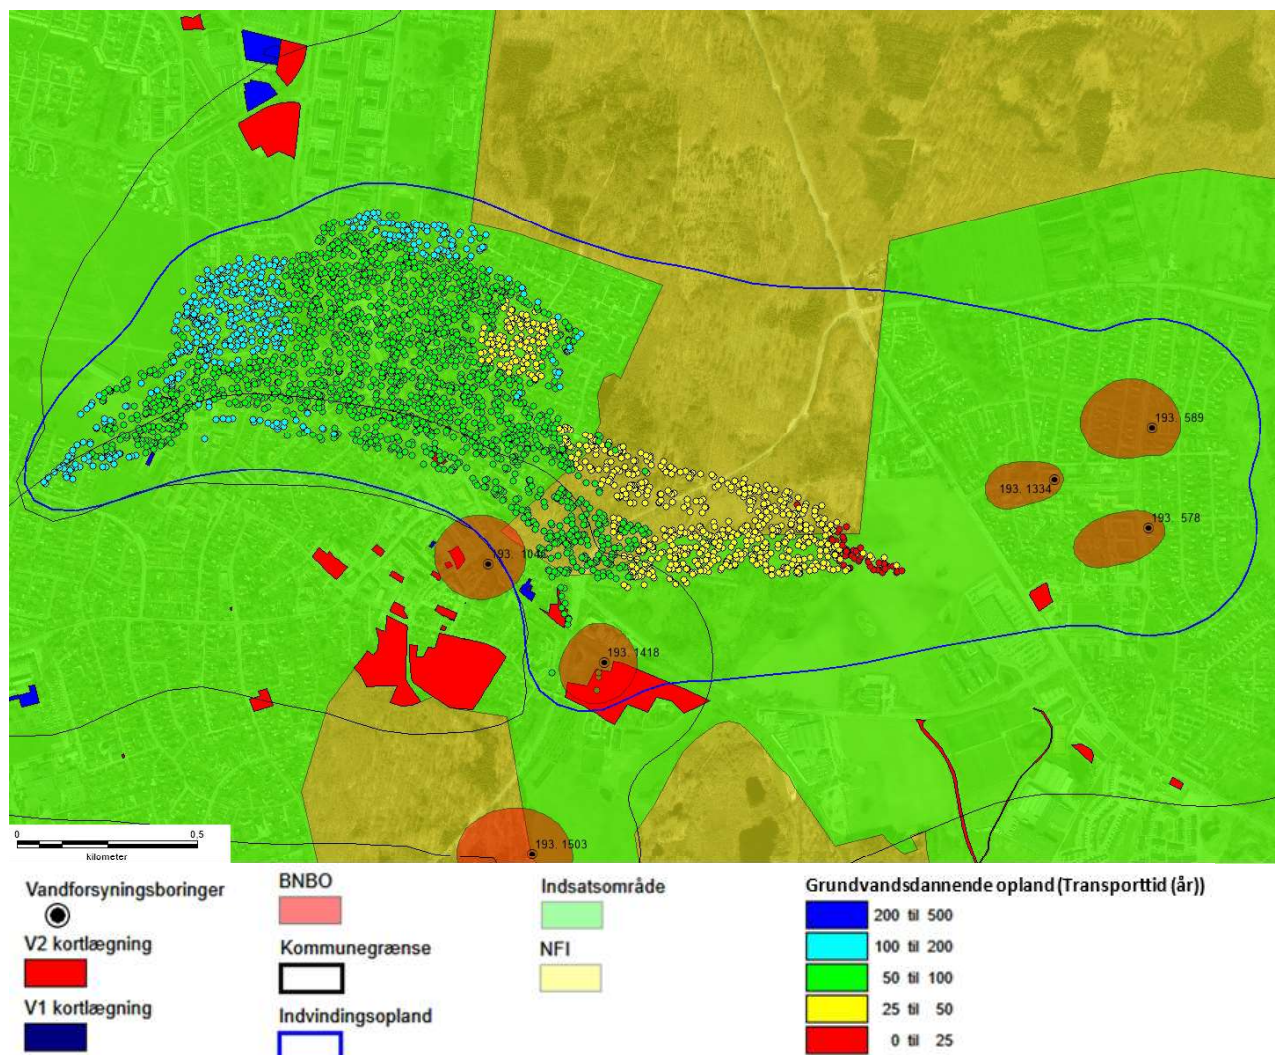 193. 589
193. 1334
193. 578
193. 104
193. 1418
193. 1503
0 0,5
kilometer
Vandforsyningsboringer
V2 kortlægning
V1 kortlægning
BNBO
Kommunegrænse
Indvindingsopland
Indsatsområde
NFI
Grundvandsdannende opland (Transporttid (år))
200 til 500
100 til 200
50 til 100
25 til 50
0 til 25